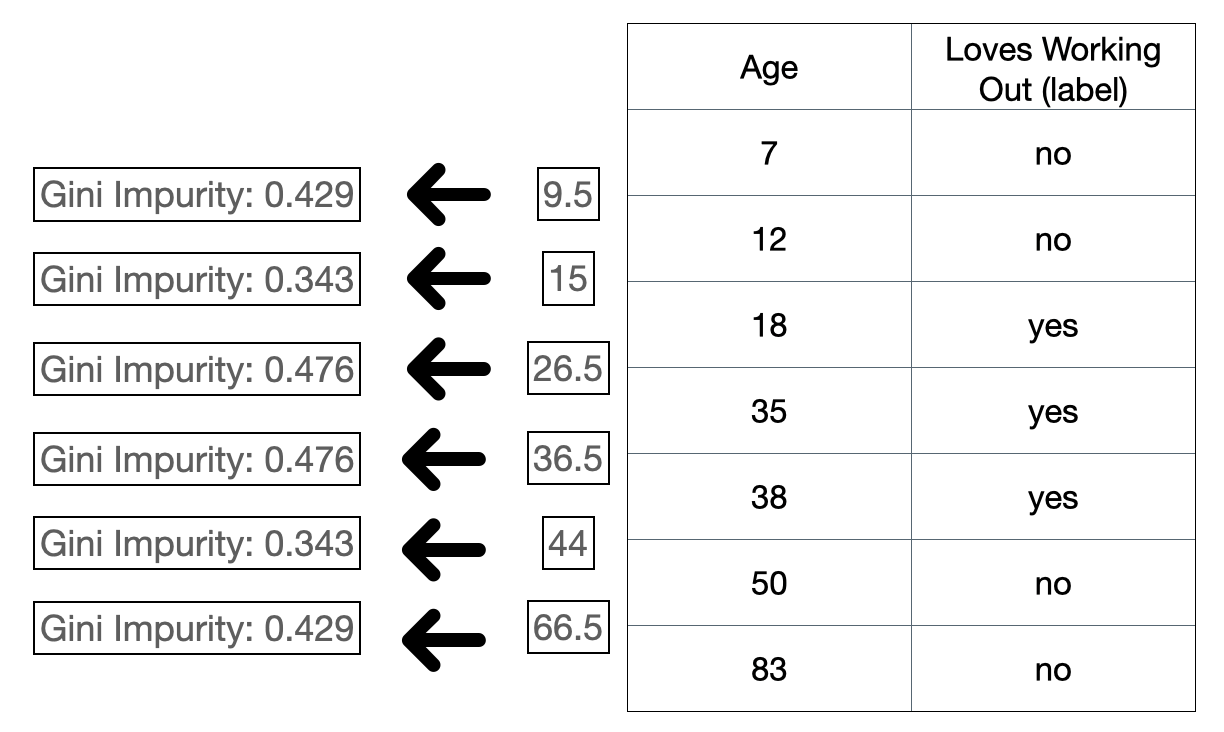 Age
Loves Working
Out (label)
7
no
Gini Impurity: 0.429
9.5
12
no
Gini Impurity: 0.343
15
18
yes
Gini Impurity: 0.476
26.5
35
yes
Gini Impurity: 0.476
36.5
38
yes
Gini Impurity: 0.343
44
50
no
Gini Impurity: 0.429
66.5
83
no